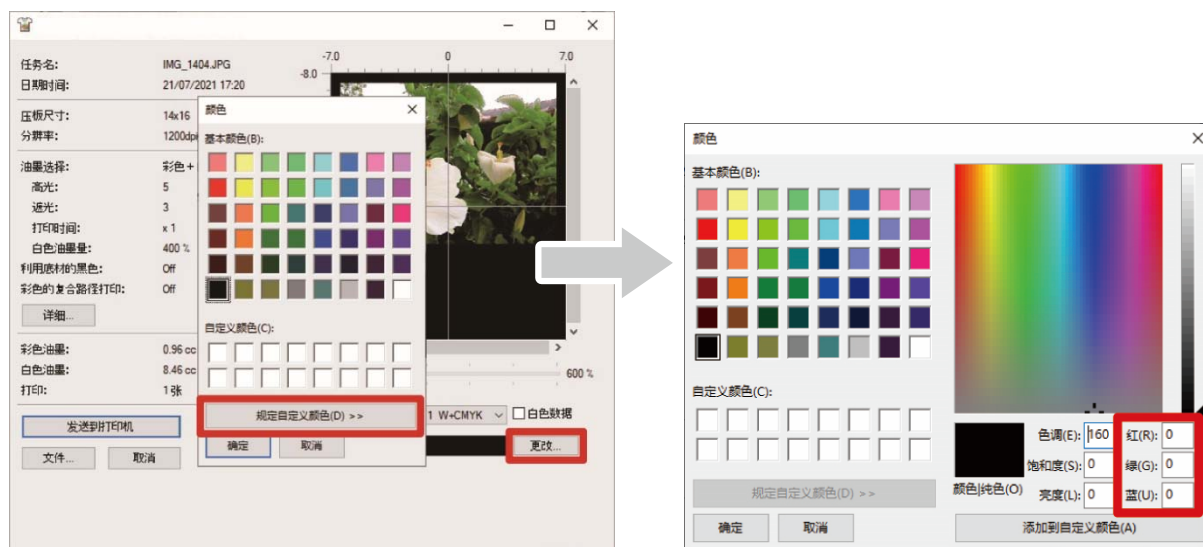 -7.0 0 7.0
-8.0
任务名: IMG_1404.JPG
日期时间: 21/07/2021 17:20
压板尺寸: 14x16
分辨率: 1200dpi
油墨选择: 彩色+
高光: 5
遮光: 3
打印时间: x 1
白色油墨量: 400 %
利用底材的黑色: Off
彩色的复合路径打印: Off
详细...
彩色油墨: 0.96 cc
白色油墨: 8.46 cc
打印: 1张
发送到打印机
文件... 取消
颜色
基本颜色(B):
自定义颜色(C):
规定自定义颜色(D) >>
确定 取消
600 %
1 W+CMYK 白色数据
更改...
颜色
基本颜色(B):
自定义颜色(C):
规定自定义颜色(D) >>
确定 取消
颜色|纯色(O)
色调(E): 160 红(R): 0
饱和度(S): 0 绿(G): 0
亮度(L): 0 蓝(U): 0
添加到自定义颜色(A)